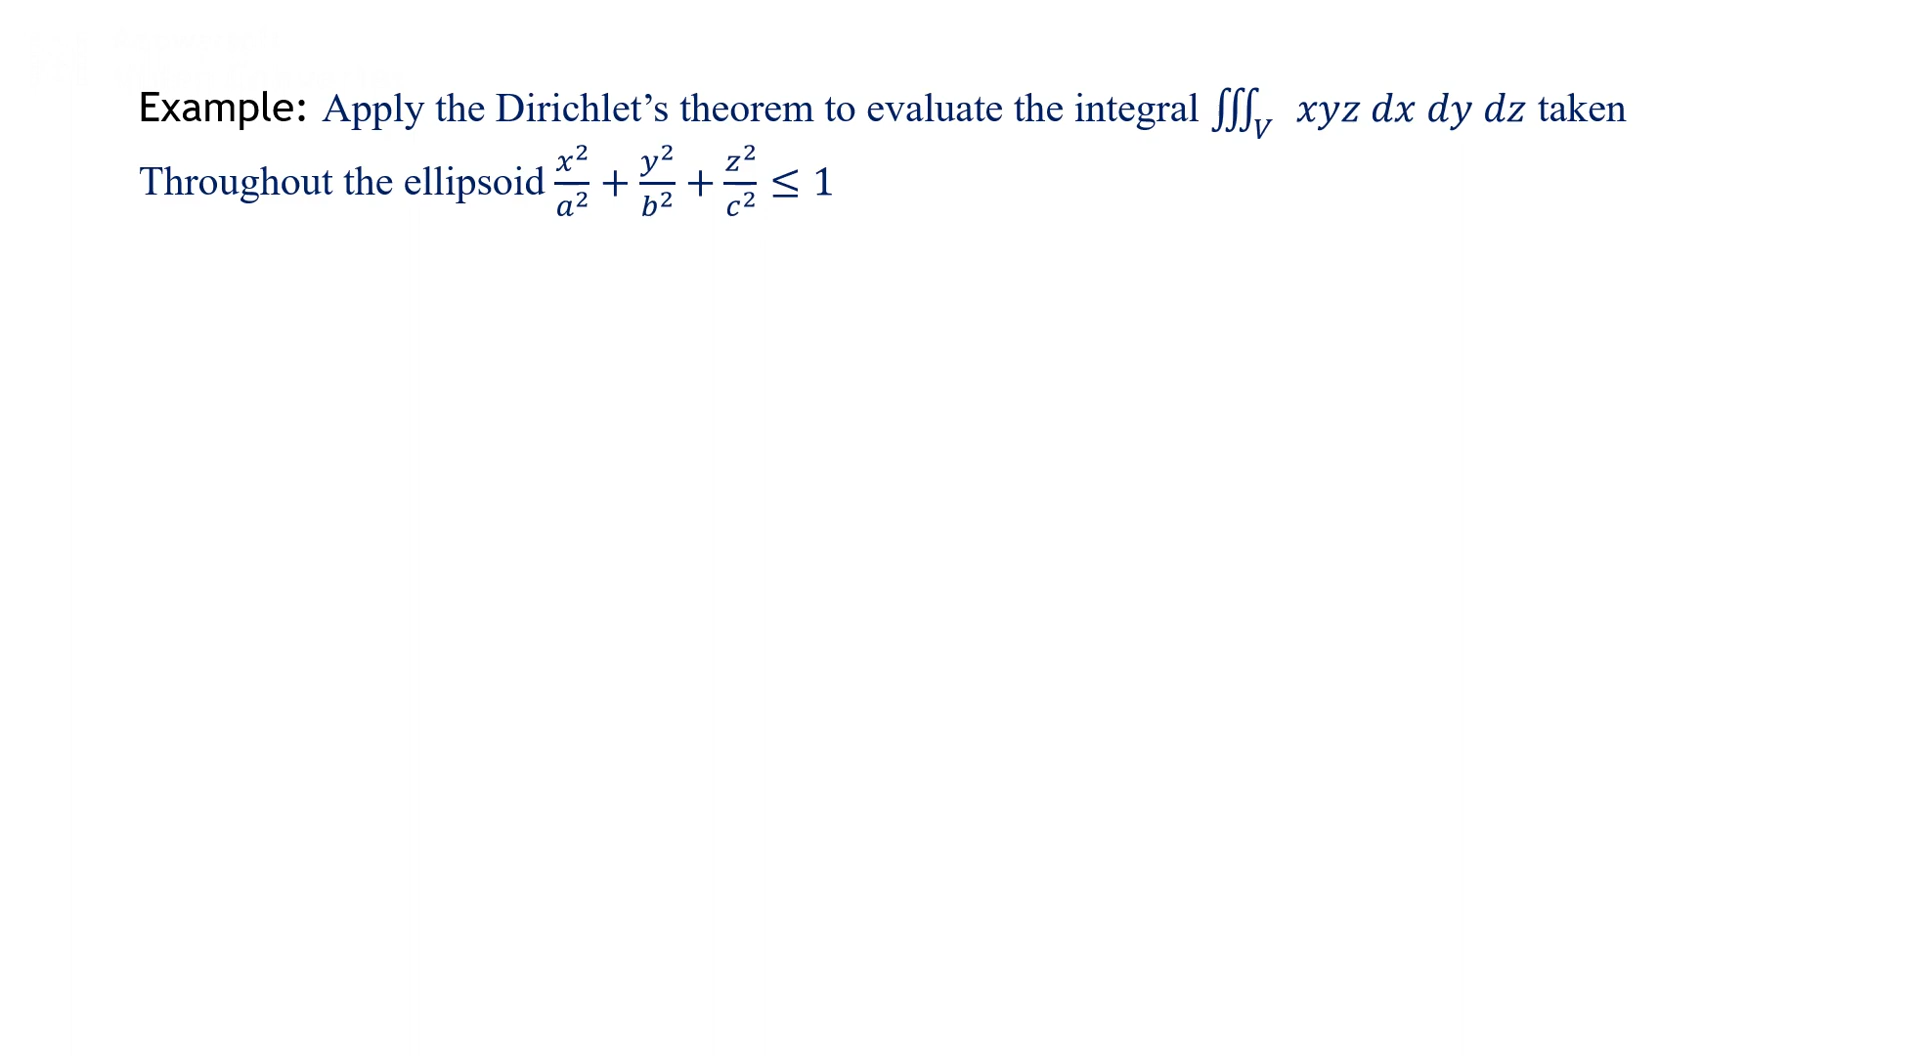 Example: Apply the Dirichlet’s theorem to evaluate the integral ∭_V xyz dx dy dz taken
Throughout the ellipsoid x²/a² + y²/b² + z²/c² ≤ 1